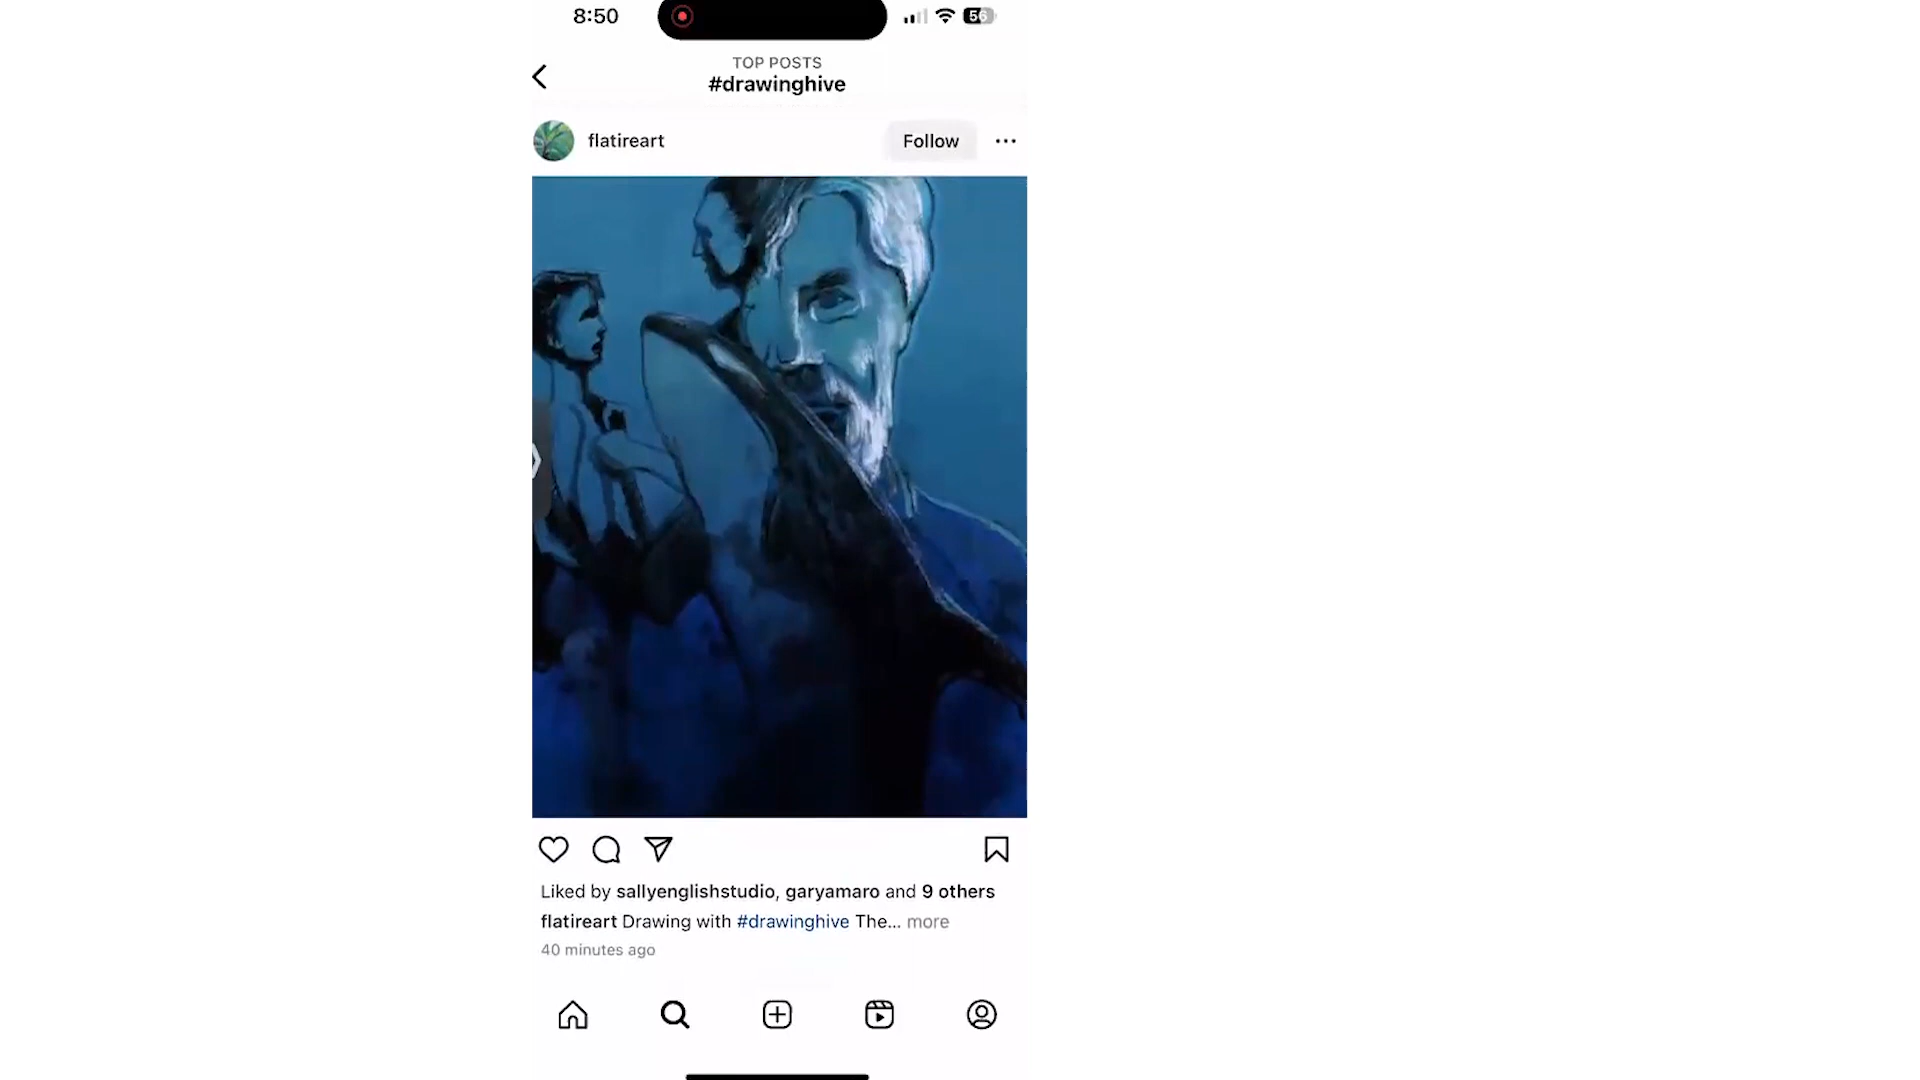 8:50
56
TOP POSTS
#drawinghive
flatireart
Follow
Liked by sallyenglishstudio, garyamaro and 9 others
flatireart Drawing with #drawinghive The... more
40 minutes ago